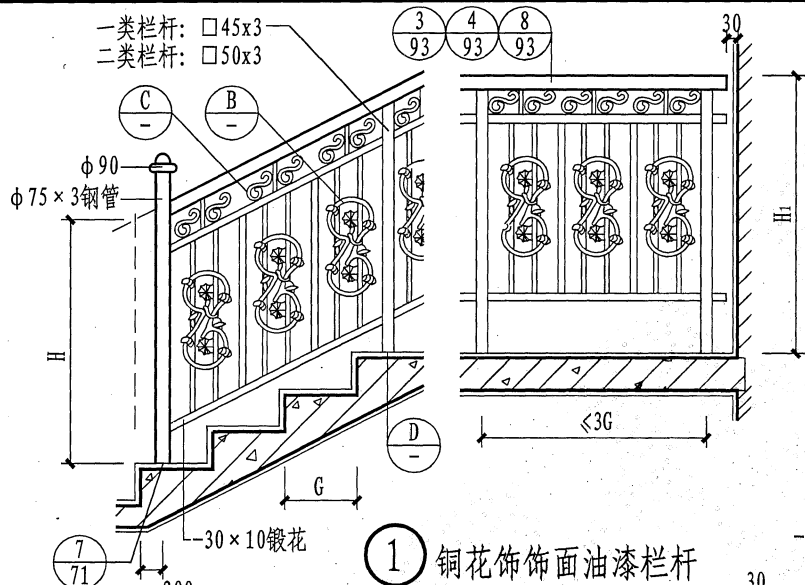 一类栏杆: □45x3
二类栏杆: □50x3
3 4 8
93 93 93
30
C B
- -
φ90
φ75×3钢管
H
H1
D
-
≤3G
G
30×10锻花
7
71
1 铜花饰饰面油漆栏杆
30